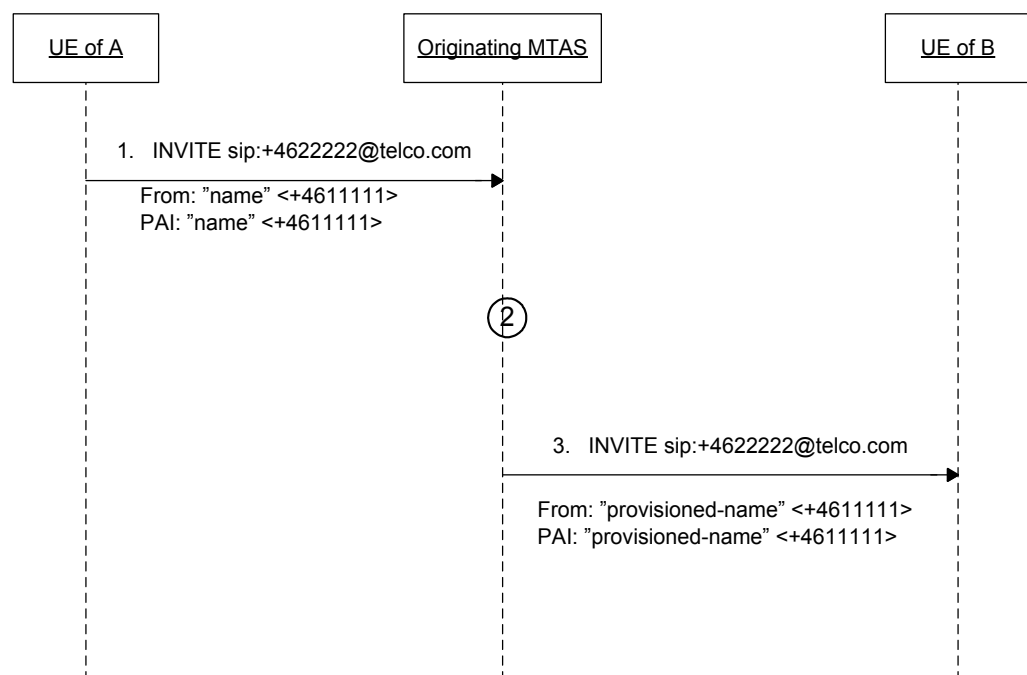 UE of A
Originating MTAS
UE of B
1. INVITE sip:+4622222@telco.com
From: ”name” <+4611111>
PAI: ”name” <+4611111>
2
3. INVITE sip:+4622222@telco.com
From: ”provisioned-name” <+4611111>
PAI: ”provisioned-name” <+4611111>